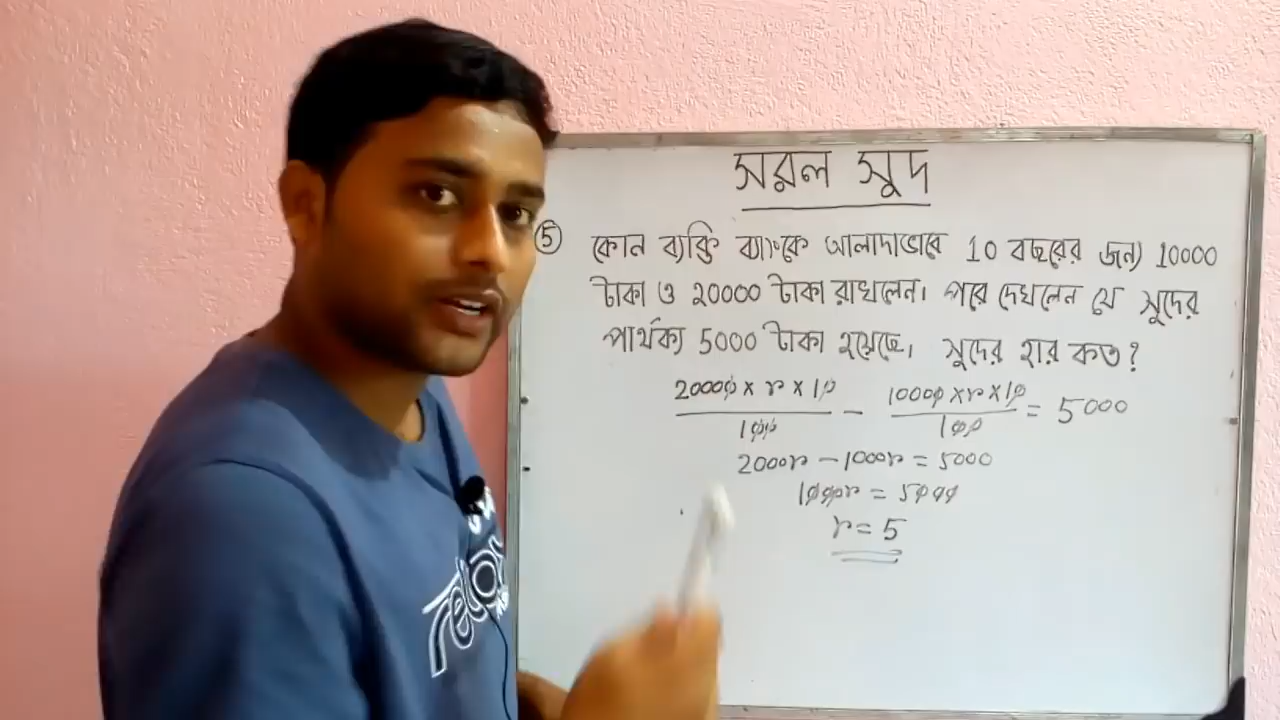 সরল সুদ
⑤ কোন ব্যক্তি ব্যাংকে আলাদাভাবে 10 বছরের জন্য 10000
টাকা ও 20000 টাকা রাখলেন। পরে দেখলেন যে সুদের
পার্থক্য 5000 টাকা হয়েছে। সুদের হার কত?
20000 x r x 10 / 100 - 10000 x r x 10 / 100 = 5000
2000r - 1000r = 5000
1000r = 5000
r = 5